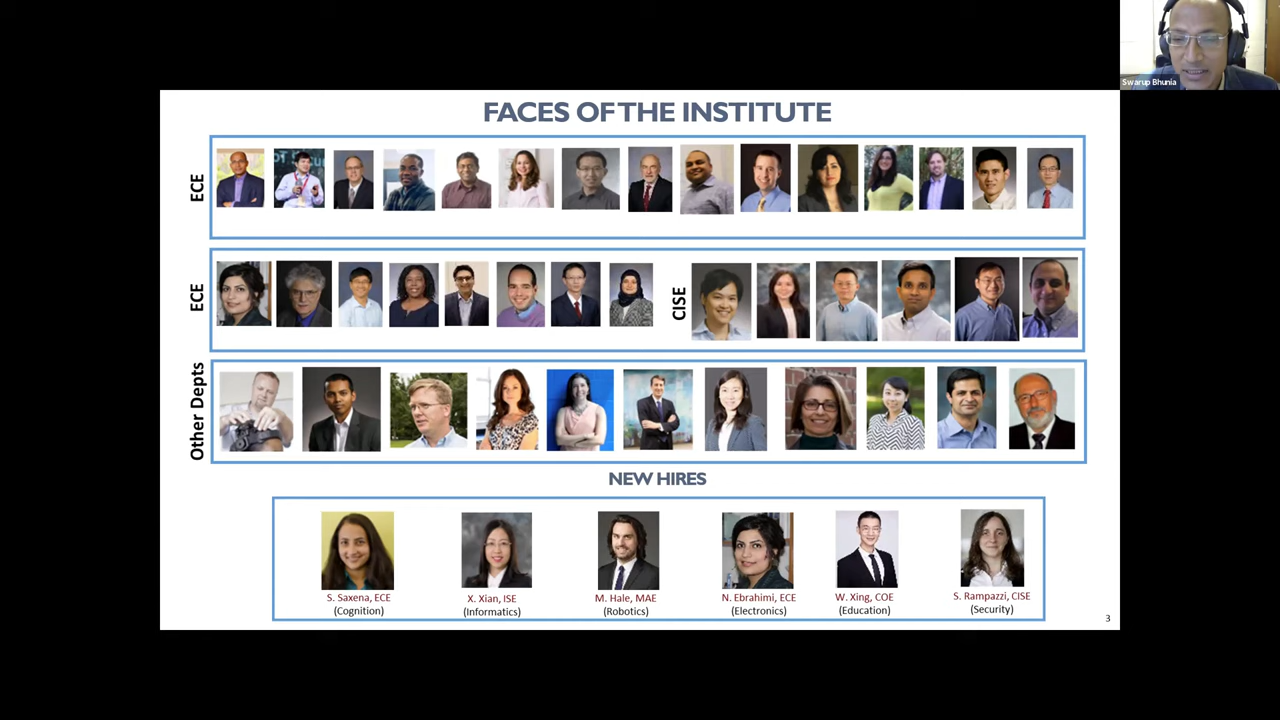 Swarup Bhunia
FACES OF THE INSTITUTE
ECE
ECE
CISE
Other Depts
NEW HIRES
S. Saxena, ECE
(Cognition)
X. Xian, ISE
(Informatics)
M. Hale, MAE
(Robotics)
N. Ebrahimi, ECE
(Electronics)
W. Xing, COE
(Education)
S. Rampazzi, CISE
(Security)
3